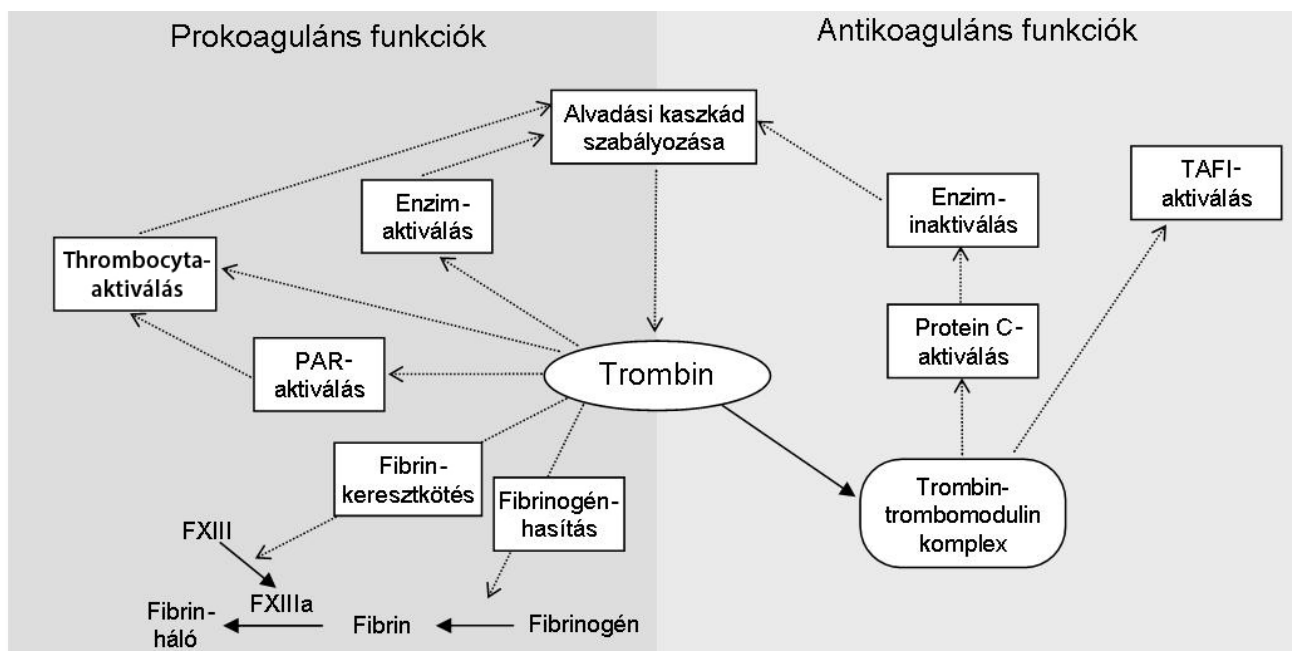 Prokoaguláns funkciók
Antikoaguláns funkciók
Alvadási kaszkád
szabályozása
TAFI-
aktiválás
Enzim-
aktiválás
Enzim-
inaktiválás
Thrombocyta-
aktiválás
Protein C-
aktiválás
PAR-
aktiválás
Trombin
Fibrin-
keresztkötés
Fibrinogén-
hasítás
Trombin-
trombomodulin
komplex
FXIII
FXIIIa
Fibrin-
háló
Fibrin
Fibrinogén